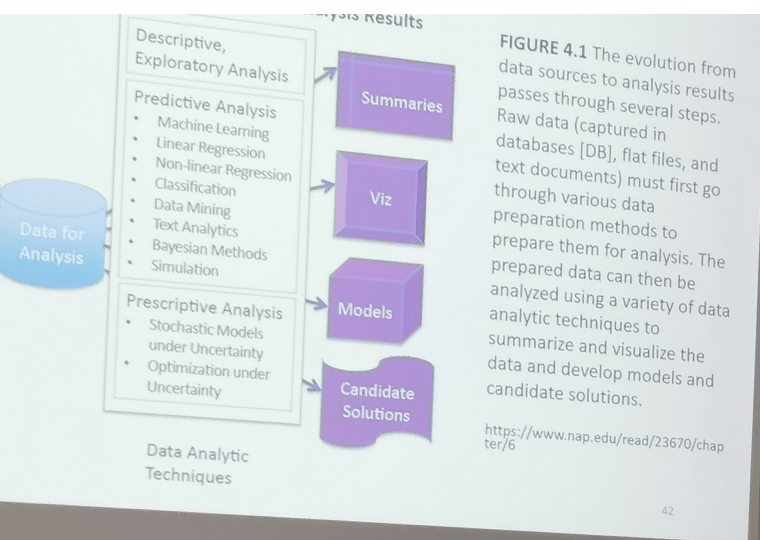 Analysis Results
Descriptive,
Exploratory Analysis
Predictive Analysis
• Machine Learning
• Linear Regression
• Non-linear Regression
• Classification
• Data Mining
• Text Analytics
• Bayesian Methods
• Simulation
Prescriptive Analysis
• Stochastic Models
under Uncertainty
• Optimization under
Uncertainty
Data for
Analysis
Summaries
Viz
Models
Candidate
Solutions
Data Analytic
Techniques
FIGURE 4.1 The evolution from
data sources to analysis results
passes through several steps.
Raw data (captured in
databases [DB], flat files, and
text documents) must first go
through various data
preparation methods to
prepare them for analysis. The
prepared data can then be
analyzed using a variety of data
analytic techniques to
summarize and visualize the
data and develop models and
candidate solutions.
https://www.nap.edu/read/23670/chap
ter/6
42